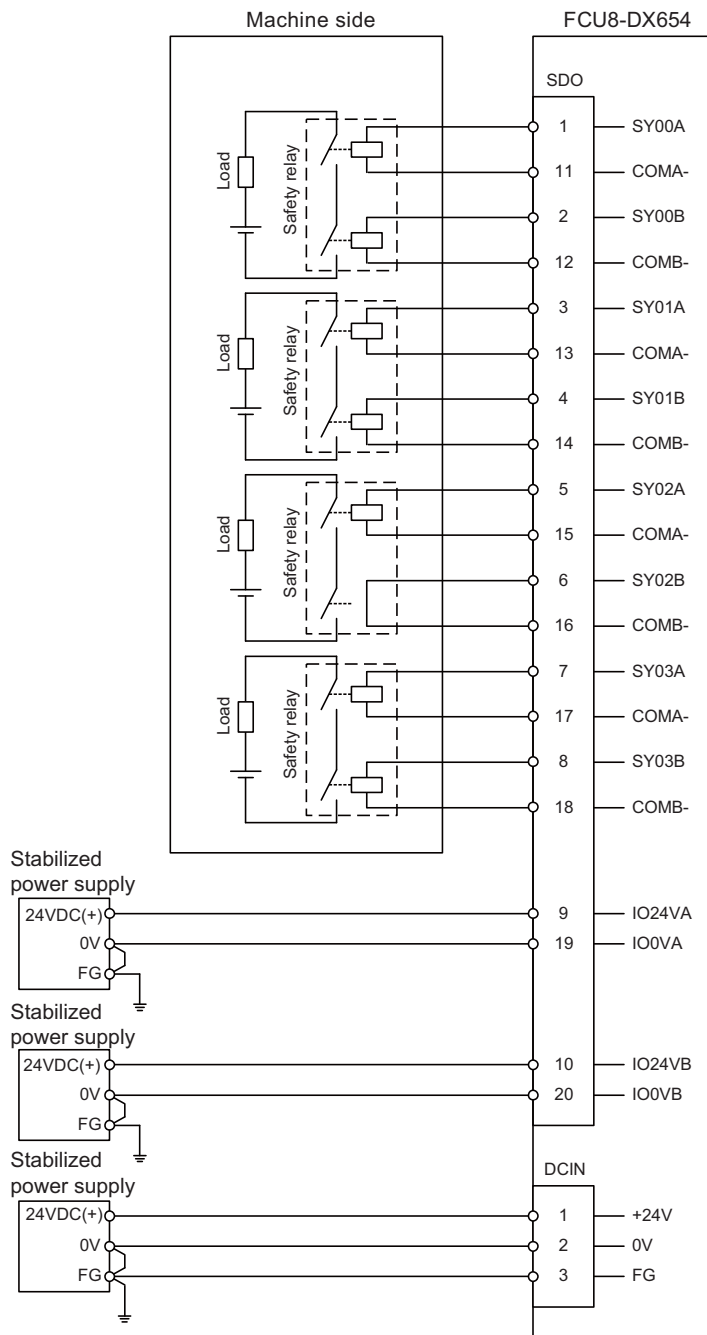 Machine side
FCU8-DX654
SDO
1 SY00A
11 COMA-
2 SY00B
12 COMB-
Load
Safety relay
3 SY01A
13 COMA-
4 SY01B
14 COMB-
Load
Safety relay
5 SY02A
15 COMA-
6 SY02B
16 COMB-
Load
Safety relay
7 SY03A
17 COMA-
8 SY03B
18 COMB-
Load
Safety relay
Stabilized
power supply
24VDC(+)
0V
FG
9 IO24VA
19 IO0VA
Stabilized
power supply
24VDC(+)
0V
FG
10 IO24VB
20 IO0VB
Stabilized
power supply
24VDC(+)
0V
FG
DCIN
1 +24V
2 0V
3 FG